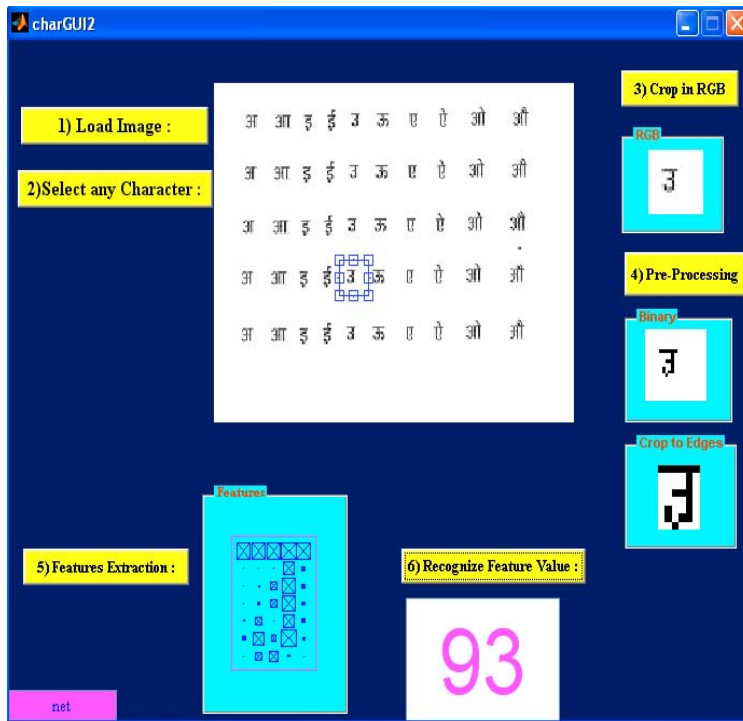 charGUI2
1) Load Image :
2)Select any Character :
अ आ इ ई उ ऊ ए ऐ ओ औ
अ आ इ ई उ ऊ ए ऐ ओ औ
अ आ इ ई उ ऊ ए ऐ ओ औ
अ आ इ ई उ ऊ ए ऐ ओ औ
अ आ इ ई उ ऊ ए ऐ ओ औ
3) Crop in RGB
RGB
उ
4) Pre-Processing
Binary
उ
Crop to Edges
उ
Features
5) Features Extraction :
6) Recognize Feature Value :
93
net